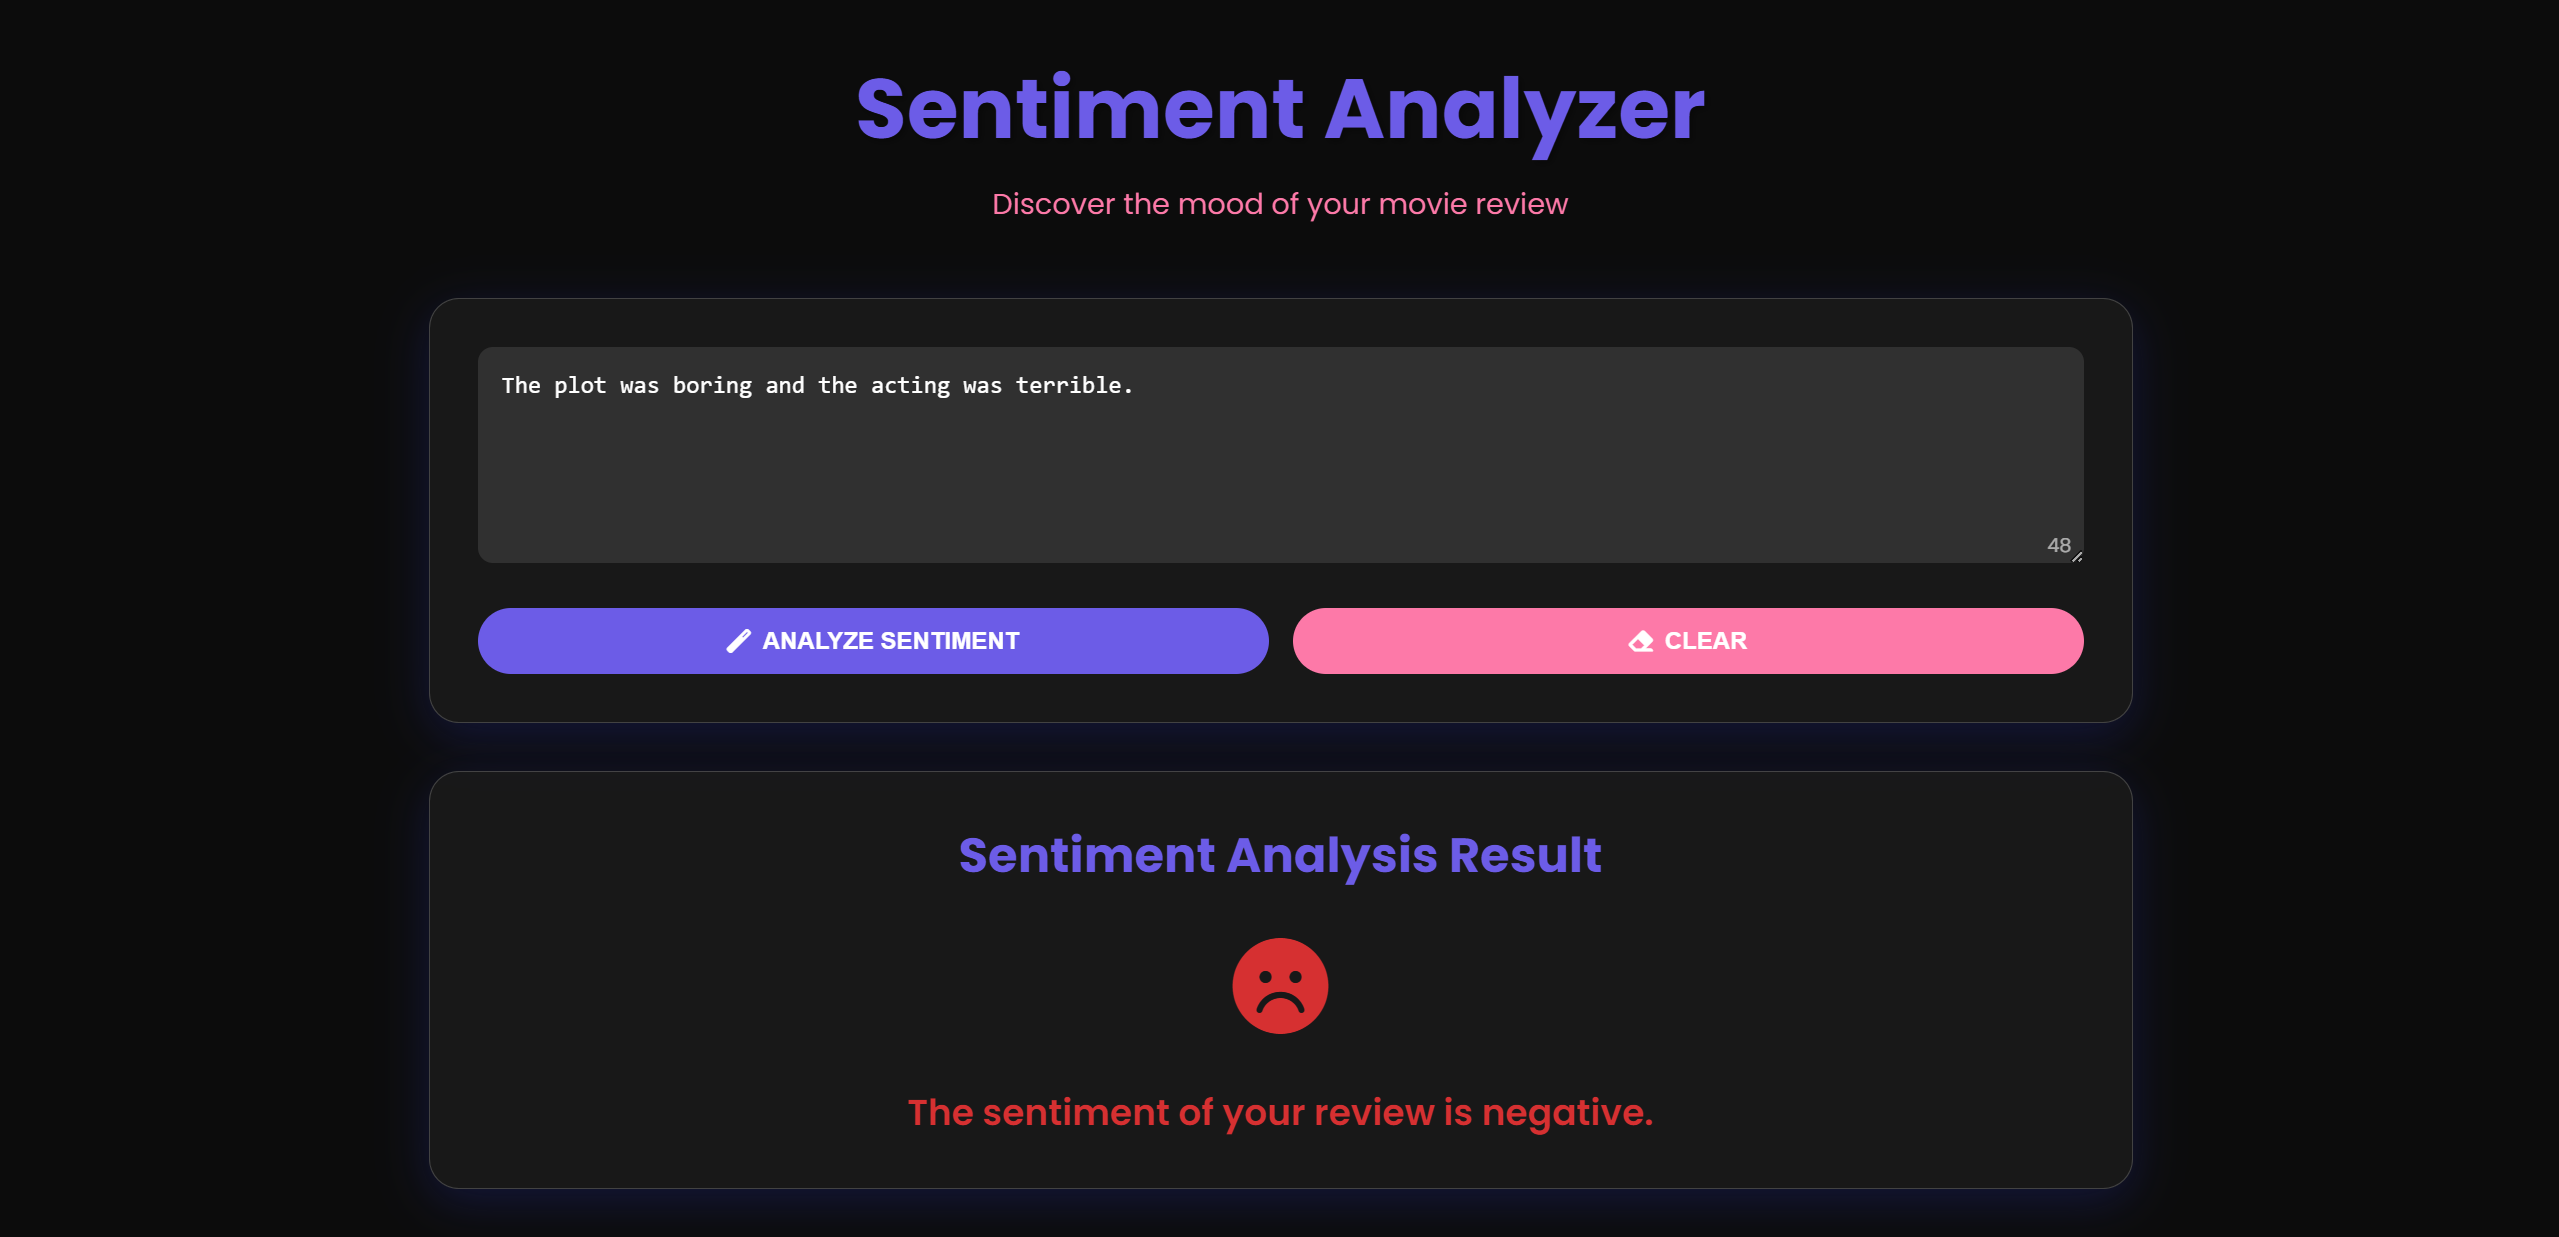 Sentiment Analyzer
Discover the mood of your movie review
The plot was boring and the acting was terrible.
48
ANALYZE SENTIMENT
CLEAR
Sentiment Analysis Result
The sentiment of your review is negative.